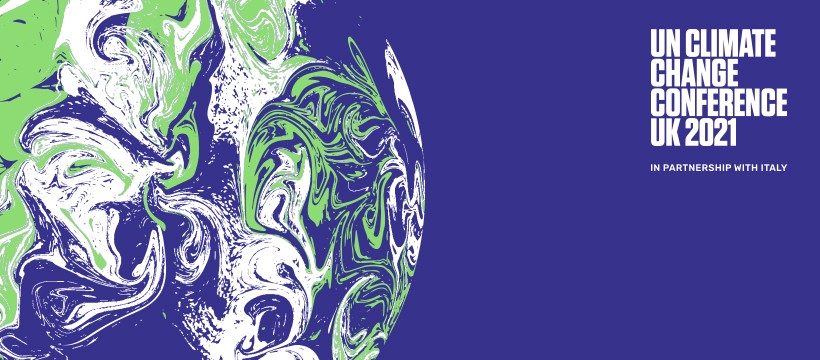 UN CLIMATE
CHANGE
CONFERENCE
UK 2021
IN PARTNERSHIP WITH ITALY